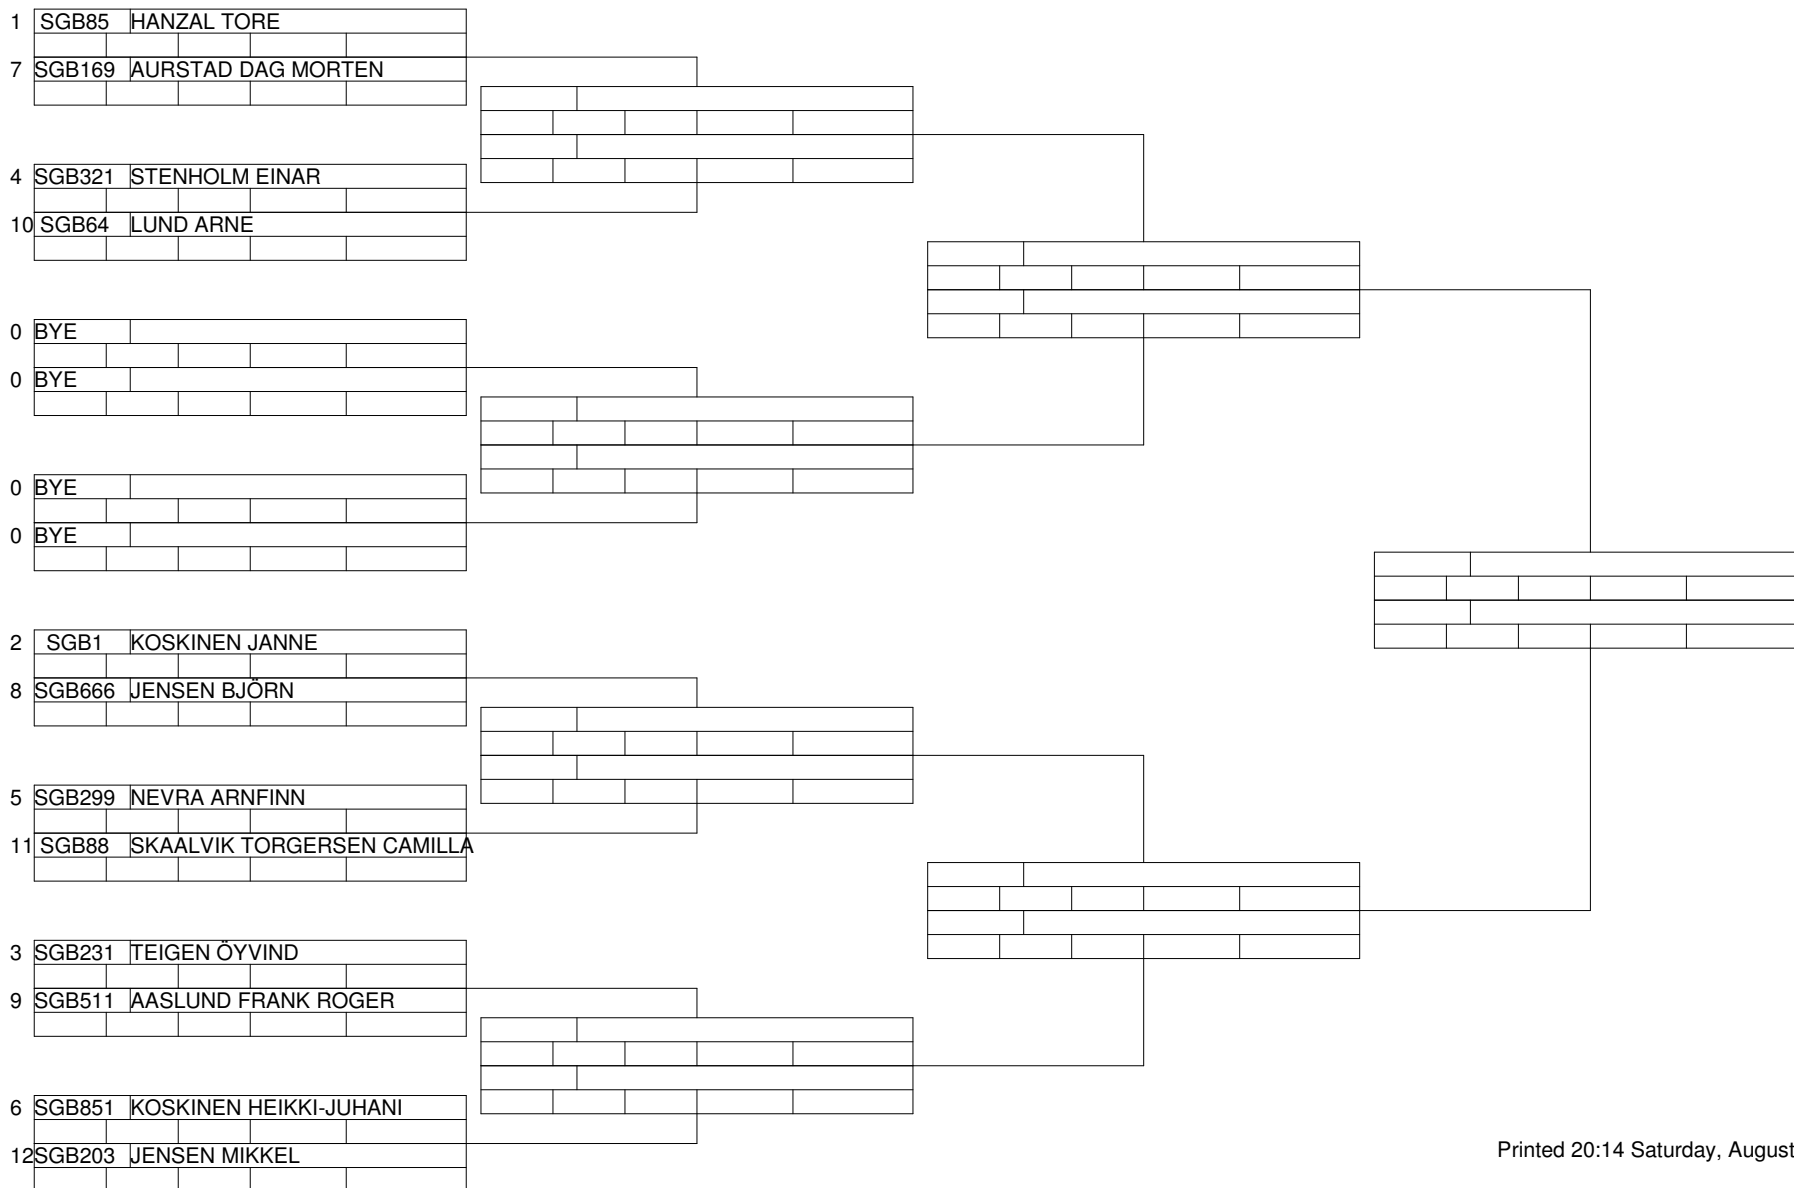 1 SGB85 HANZAL TORE
7 SGB169 AURSTAD DAG MORTEN
4 SGB321 STENHOLM EINAR
10 SGB64 LUND ARNE
0 BYE
0 BYE
0 BYE
0 BYE
2 SGB1 KOSKINEN JANNE
8 SGB666 JENSEN BJÖRN
5 SGB299 NEVRA ARNFINN
11 SGB88 SKAALVIK TORGERSEN CAMILLA
3 SGB231 TEIGEN ÖYVIND
9 SGB511 AASLUND FRANK ROGER
6 SGB851 KOSKINEN HEIKKI-JUHANI
12 SGB203 JENSEN MIKKEL
Printed 20:14 Saturday, August